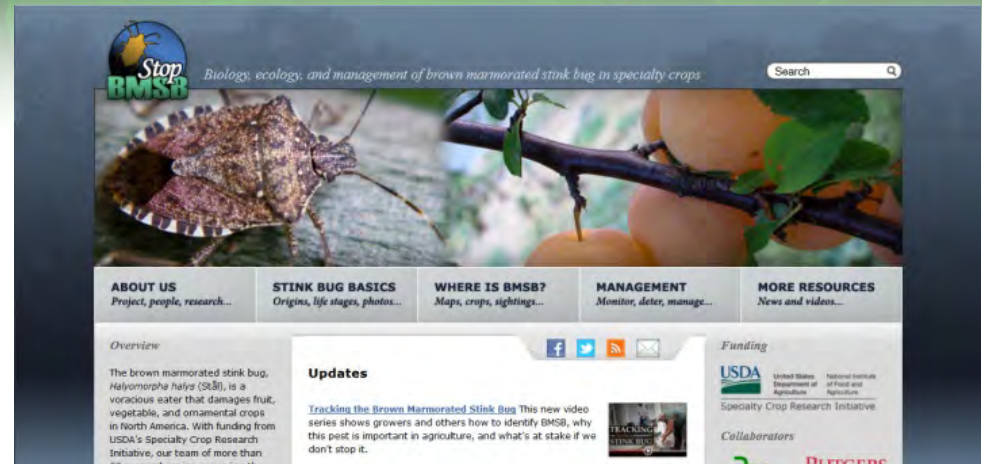 Stop
BMSB
Biology, ecology, and management of brown marmorated stink bug in specialty crops
Search
ABOUT US
Project, people, research...
STINK BUG BASICS
Origins, life stages, photos...
WHERE IS BMSB?
Maps, crops, sightings...
MANAGEMENT
Monitor, deter, manage...
MORE RESOURCES
News and videos...
Overview
The brown marmorated stink bug,
Halyomorpha halys (Stål), is a
voracious eater that damages fruit,
vegetable, and ornamental crops
in North America. With funding from
USDA's Specialty Crop Research
Initiative, our team of more than
Updates
Tracking the Brown Marmorated Stink Bug This new video
series shows growers and others how to identify BMSB, why
this pest is important in agriculture, and what's at stake if we
don't stop it.
TRACKING
STINK BUG
Funding
USDA
United States
Department of
Agriculture
National Institute
of Food and
Agriculture
Specialty Crop Research Initiative
Collaborators
RUTGERS